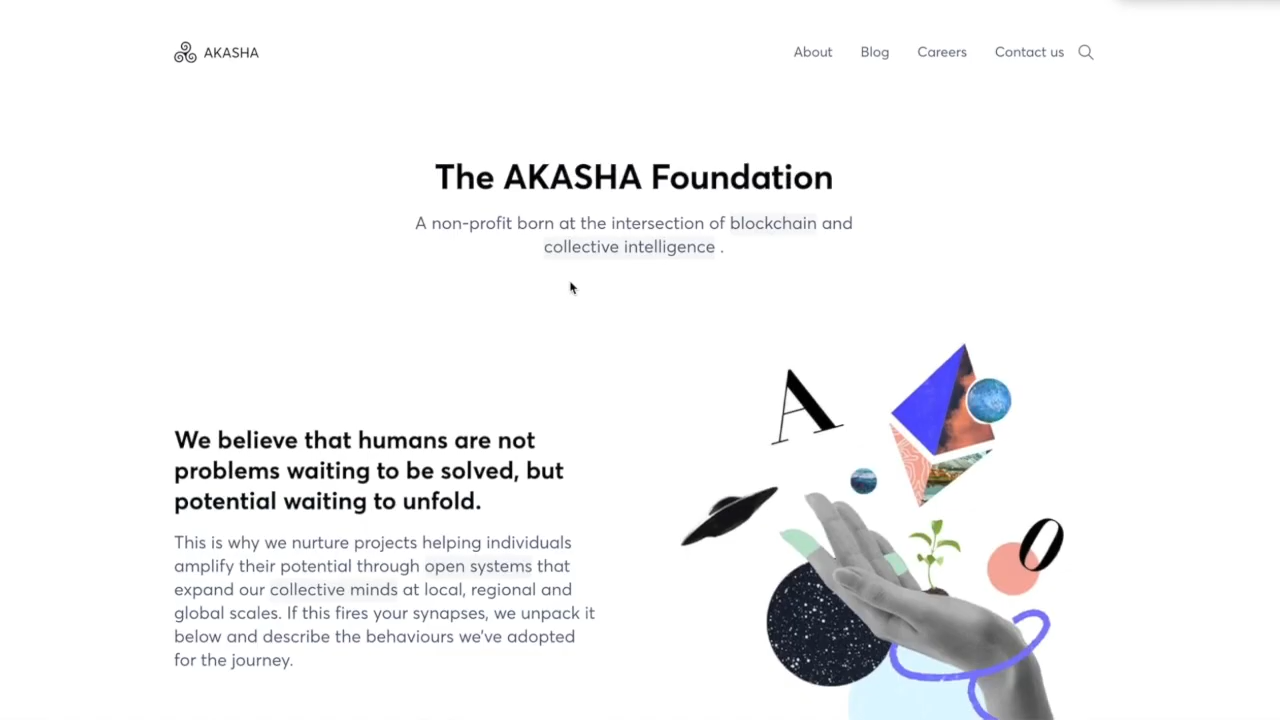 AKASHA
About Blog Careers Contact us
The AKASHA Foundation
A non-profit born at the intersection of blockchain and
collective intelligence .
We believe that humans are not
problems waiting to be solved, but
potential waiting to unfold.
This is why we nurture projects helping individuals
amplify their potential through open systems that
expand our collective minds at local, regional and
global scales. If this fires your synapses, we unpack it
below and describe the behaviours we've adopted
for the journey.
A
O